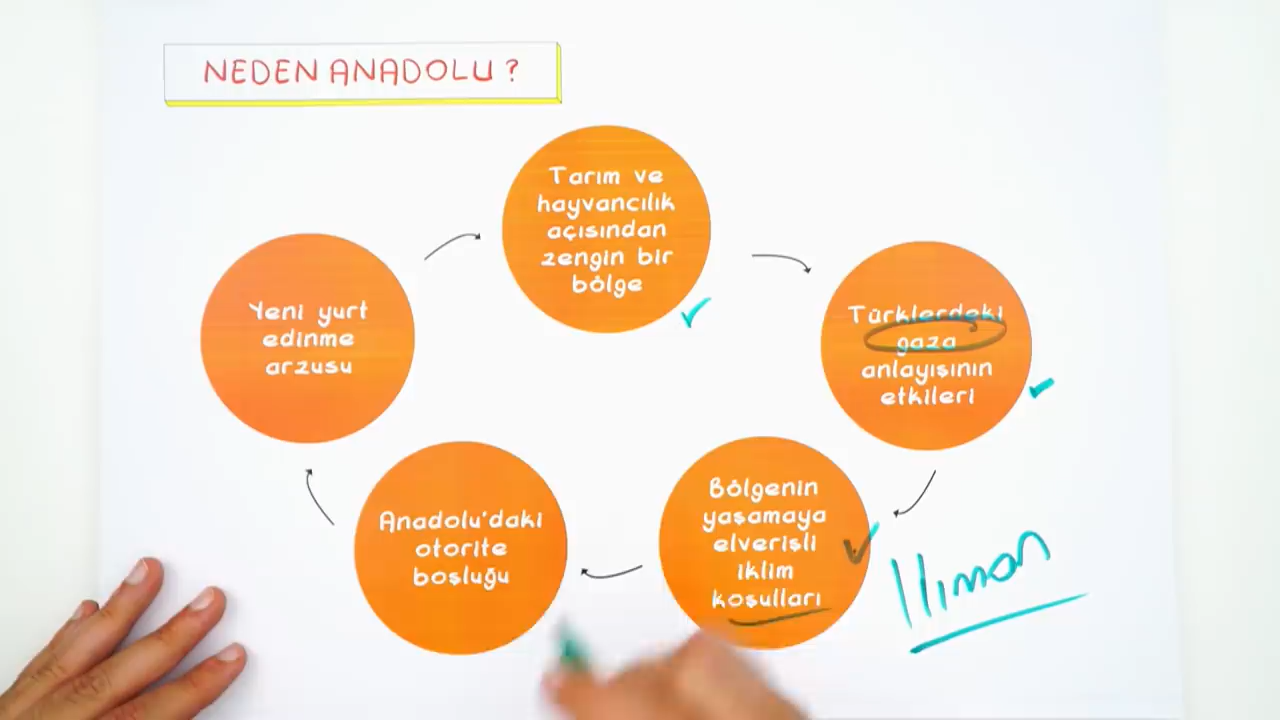 NEDEN ANADOLU ?
Tarım ve
hayvancılık
açısından
zengin bir
bölge
Türklerdeki
gaza
anlayışının
etkileri
Bölgenin
yaşamaya
elverişli
iklim
koşulları
Ilıman
Anadolu'daki
otorite
boşluğu
Yeni yurt
edinme
arzusu